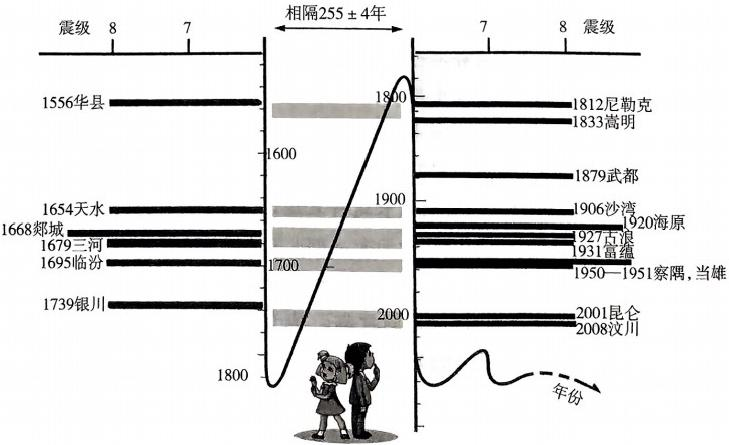 相隔255±4年
震级 8 7
7 8 震级
1556华县
1600
1654天水
1668郯城
1679三河
1695临汾
1700
1739银川
1800
1800
1812尼勒克
1833嵩明
1879武都
1900
1906沙湾
1920海原
1927古浪
1931富蕴
1950—1951察隅,当雄
2000
2001昆仑
2008汶川
年份